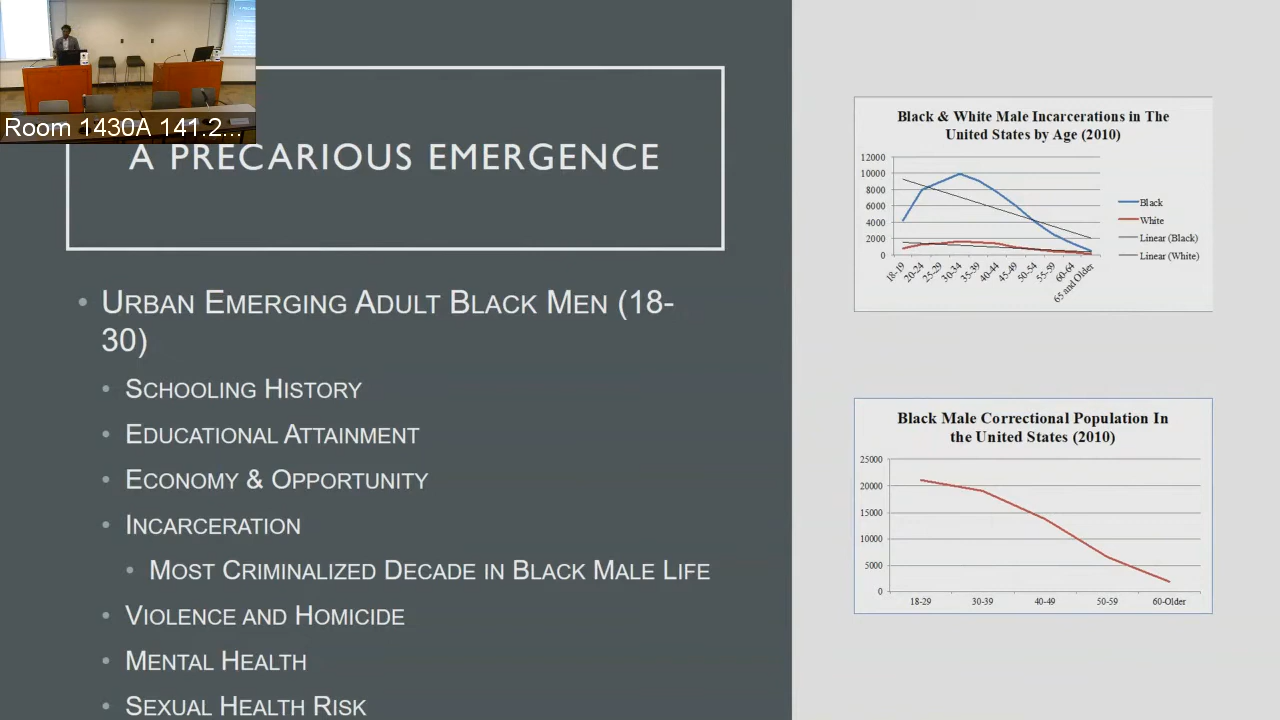 Room 1430A 141.2...
A PRECARIOUS EMERGENCE
• URBAN EMERGING ADULT BLACK MEN (18-
30)
• SCHOOLING HISTORY
• EDUCATIONAL ATTAINMENT
• ECONOMY & OPPORTUNITY
• INCARCERATION
• MOST CRIMINALIZED DECADE IN BLACK MALE LIFE
• VIOLENCE AND HOMICIDE
• MENTAL HEALTH
• SEXUAL HEALTH RISK
Black & White Male Incarcerations in The
United States by Age (2010)
12000
10000
8000
6000
4000
2000
0
18-19
20-24
25-29
30-34
35-39
40-44
45-49
50-54
55-59
60-64
65 and Older
Black
White
Linear (Black)
Linear (White)
Black Male Correctional Population In
the United States (2010)
25000
20000
15000
10000
5000
0
18-29 30-39 40-49 50-59 60-Older